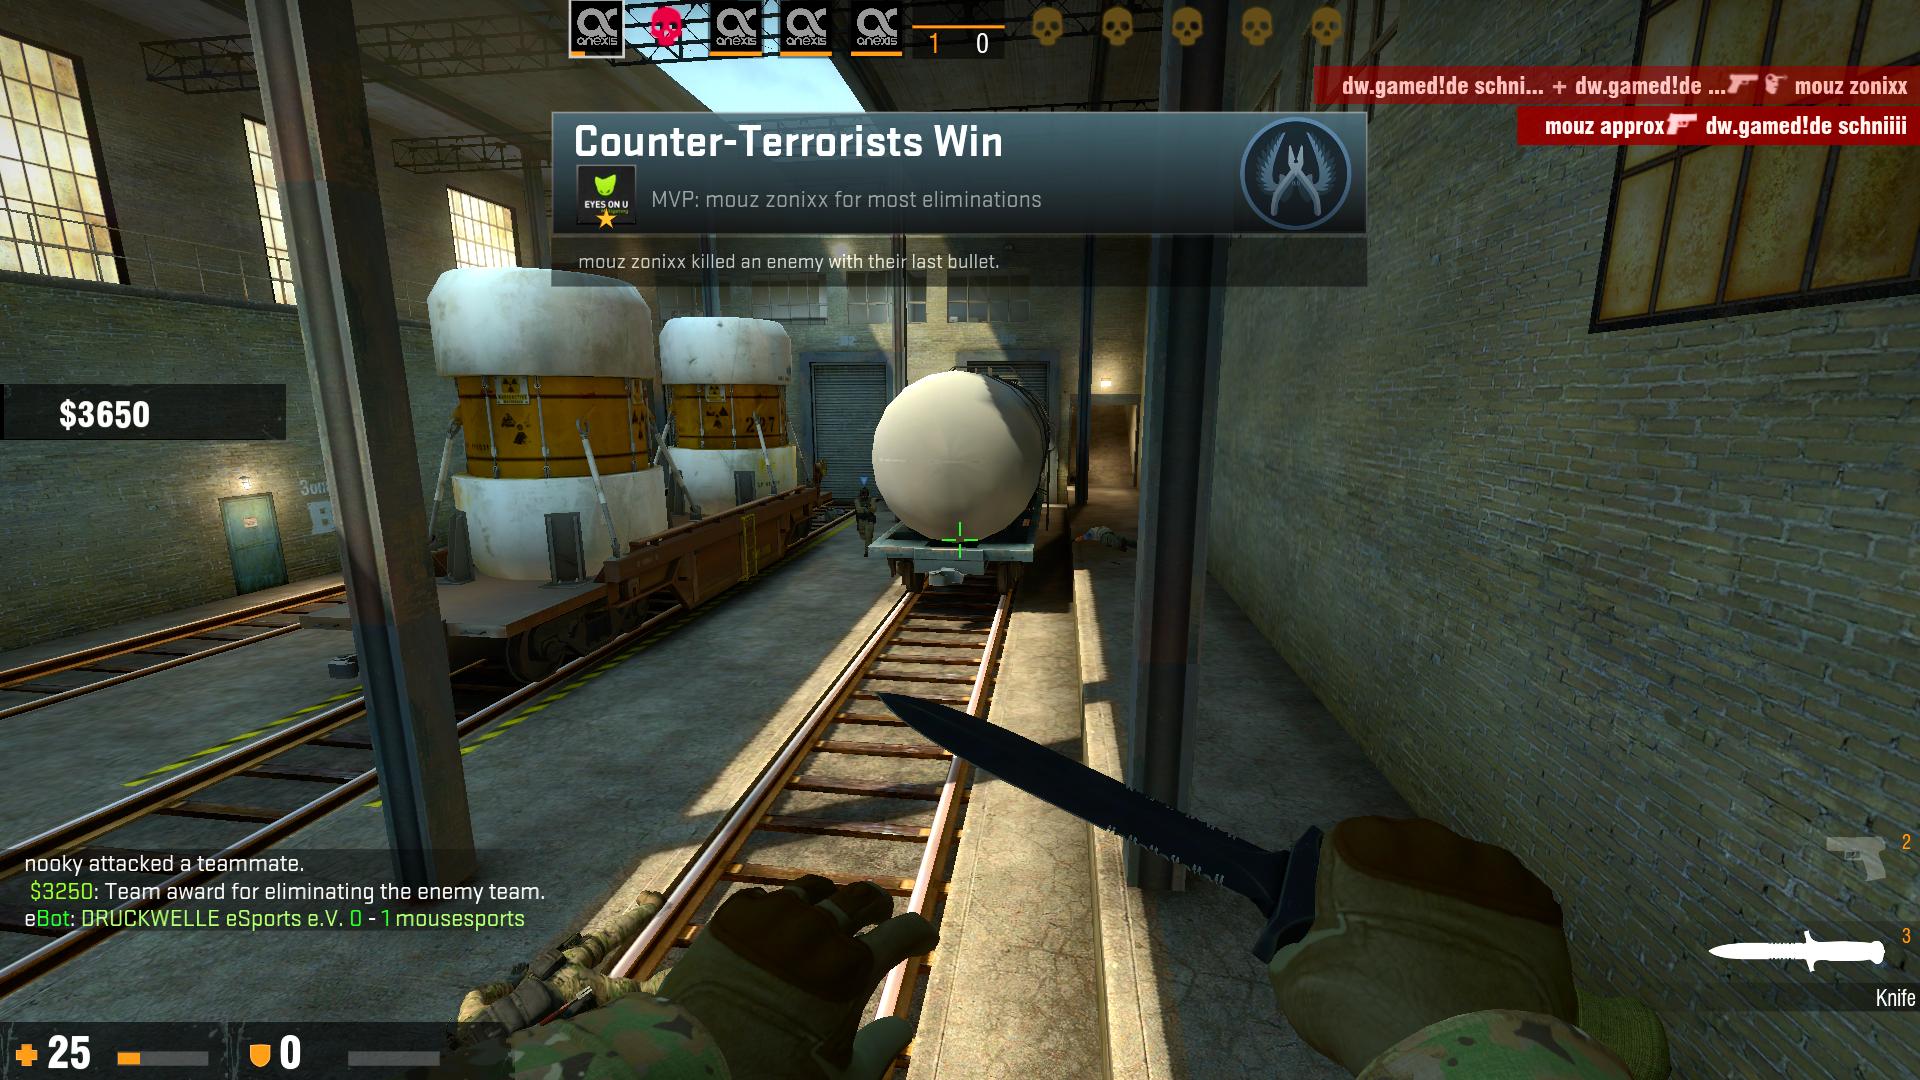 anexis anexis anexis anexis
1 0
dw.gamed!de schni... + dw.gamed!de ... mouz zonixx
mouz approx dw.gamed!de schniiii
Counter-Terrorists Win
EYES ON U
MVP: mouz zonixx for most eliminations
mouz zonixx killed an enemy with their last bullet.
$3650
227
nooky attacked a teammate.
$3250: Team award for eliminating the enemy team.
eBot: DRUCKWELLE eSports e.V. 0 - 1 mousesports
2
3
Knife
25
0